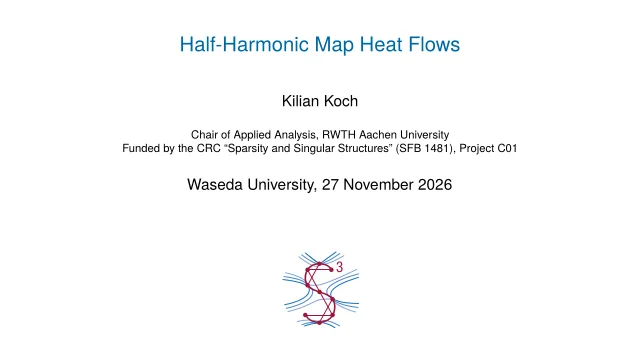 Half-Harmonic Map Heat Flows
Kilian Koch
Chair of Applied Analysis, RWTH Aachen University
Funded by the CRC “Sparsity and Singular Structures” (SFB 1481), Project C01
Waseda University, 27 November 2026
S3